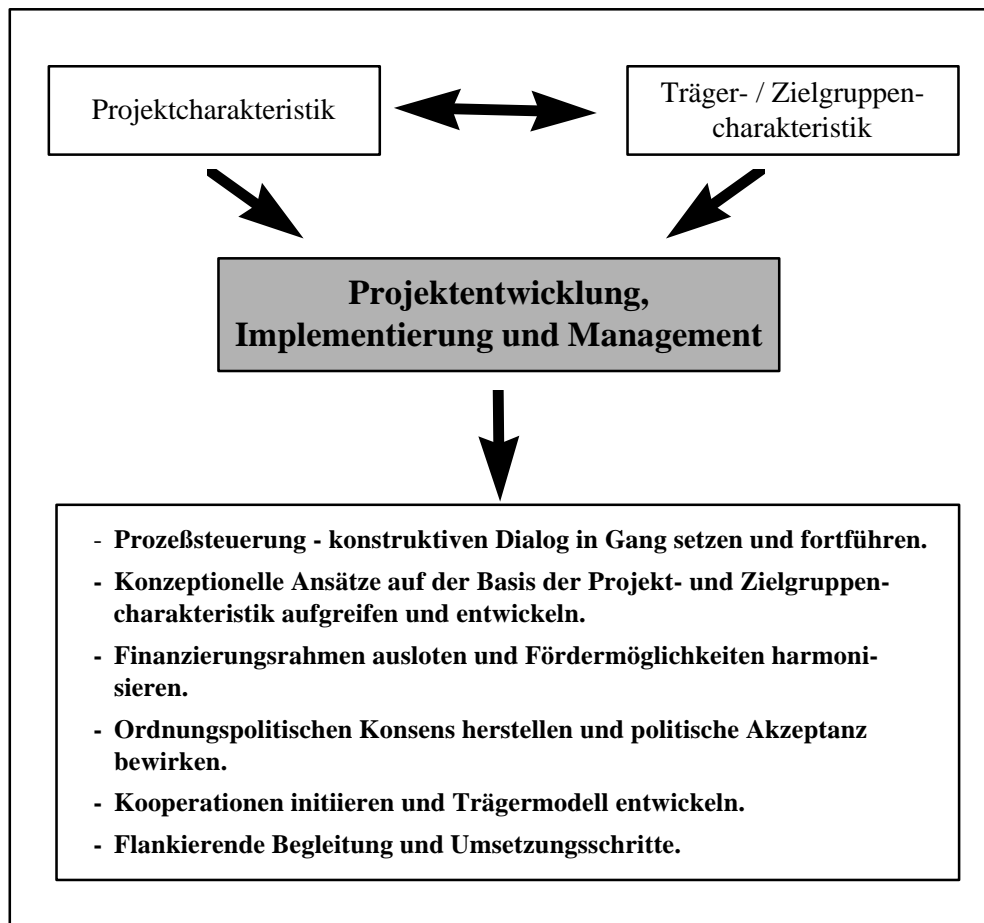 Projektcharakteristik
Träger- / Zielgruppen-
charakteristik
Projektentwicklung,
Implementierung und Management
- Prozeßsteuerung - konstruktiven Dialog in Gang setzen und fortführen.
- Konzeptionelle Ansätze auf der Basis der Projekt- und Zielgruppen-
charakteristik aufgreifen und entwickeln.
- Finanzierungsrahmen ausloten und Fördermöglichkeiten harmoni-
sieren.
- Ordnungspolitischen Konsens herstellen und politische Akzeptanz
bewirken.
- Kooperationen initiieren und Trägermodell entwickeln.
- Flankierende Begleitung und Umsetzungsschritte.